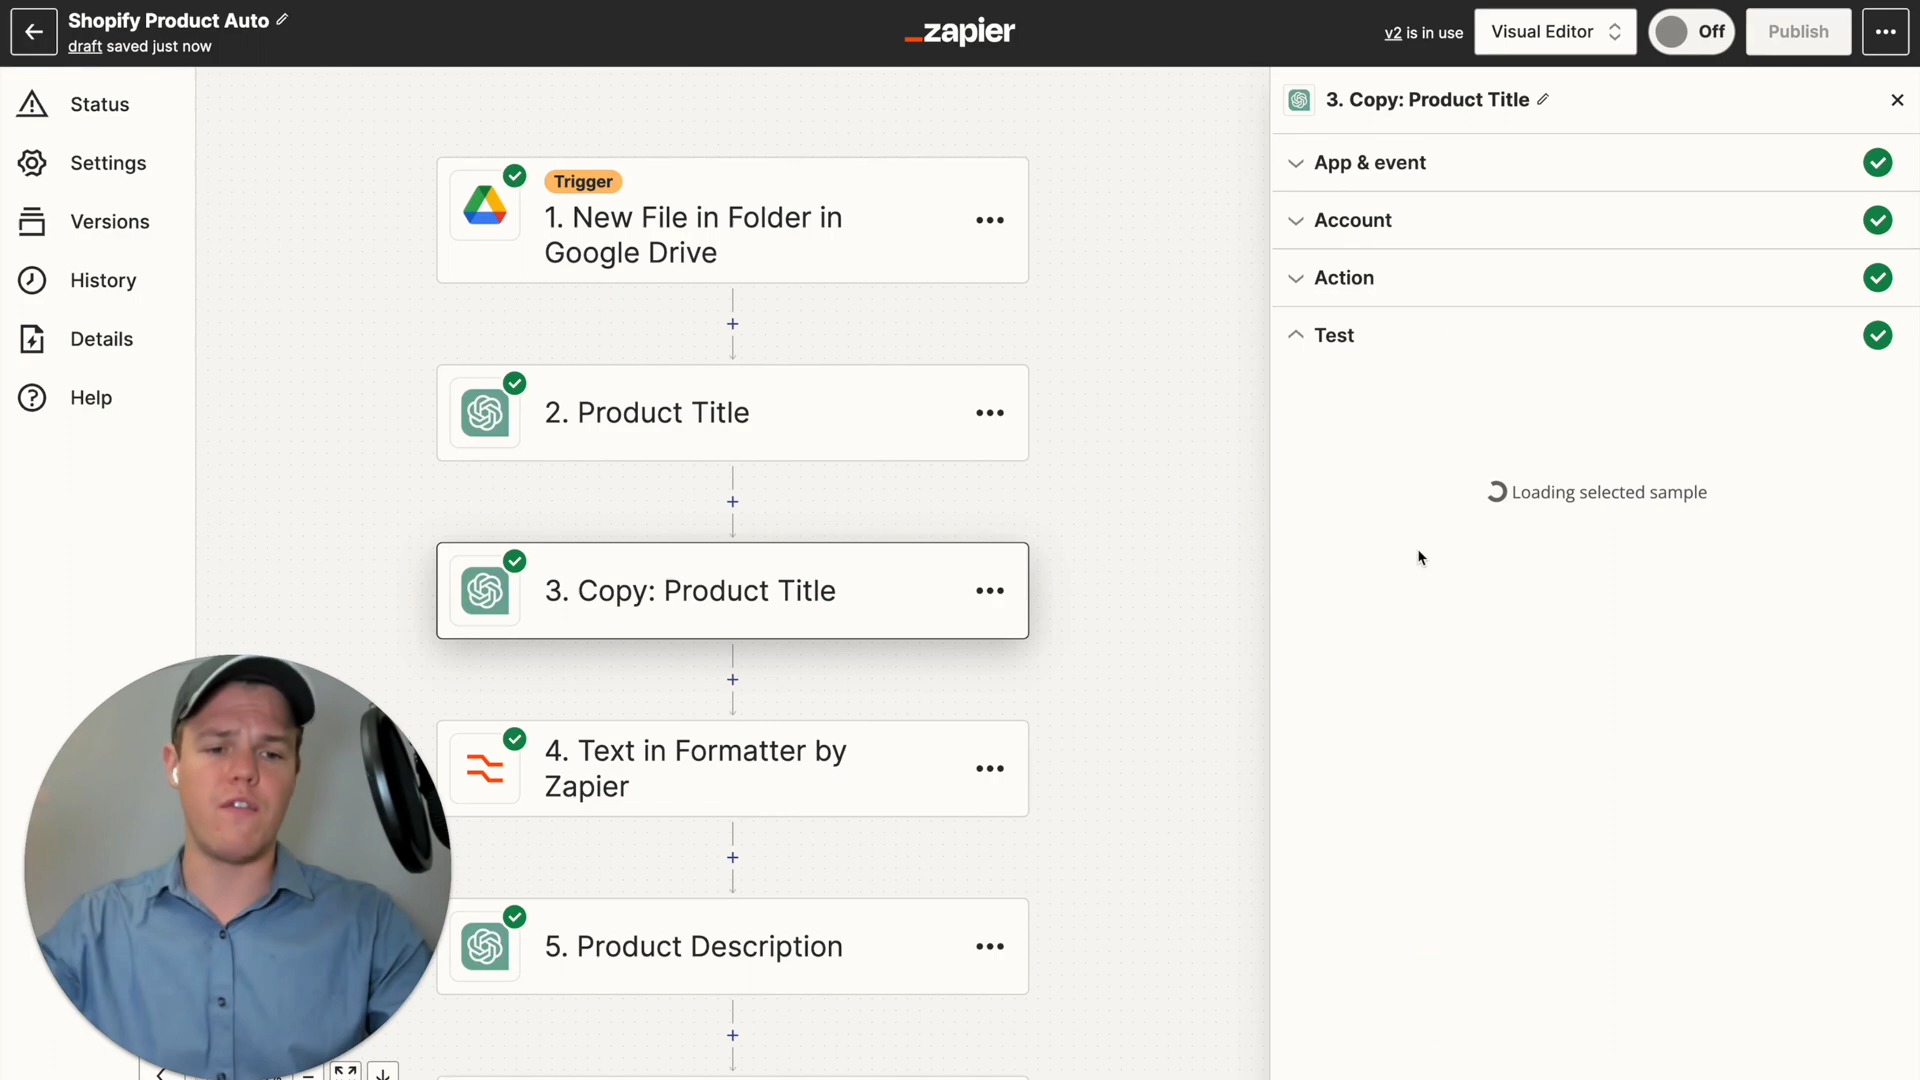 Shopify Product Auto
draft saved just now
zapier
v2 is in use
Visual Editor
Off
Publish
Status
Settings
Versions
History
Details
Help
Trigger
1. New File in Folder in
Google Drive
2. Product Title
3. Copy: Product Title
4. Text in Formatter by
Zapier
5. Product Description
3. Copy: Product Title
App & event
Account
Action
Test
Loading selected sample